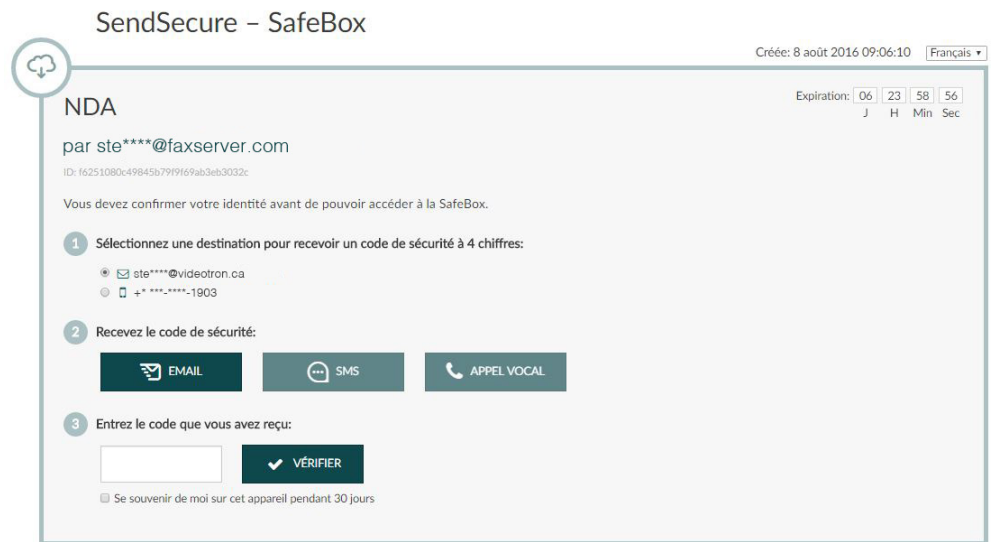 SendSecure – SafeBox
Créée: 8 août 2016 09:06:10 Français
NDA
Expiration: 06 23 58 56
J H Min Sec
par ste****@faxserver.com
ID: f6251080c49845b79f9f69ab3eb3032c
Vous devez confirmer votre identité avant de pouvoir accéder à la SafeBox.
1 Sélectionnez une destination pour recevoir un code de sécurité à 4 chiffres:
ste****@videotron.ca
+* ***-****-1903
2 Recevez le code de sécurité:
EMAIL SMS APPEL VOCAL
3 Entrez le code que vous avez reçu:
VÉRIFIER
Se souvenir de moi sur cet appareil pendant 30 jours